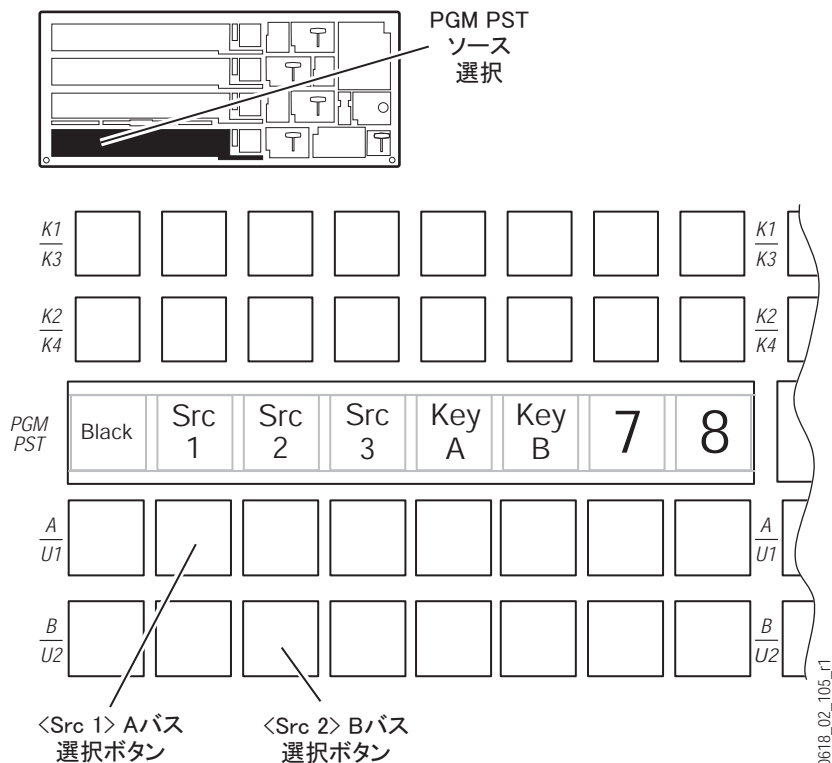 PGM PST
ソース
選択
K1
K3
K1
K3
K2
K4
K2
K4
PGM
PST
Black
Src
1
Src
2
Src
3
Key
A
Key
B
7
8
A
U1
A
U1
B
U2
B
U2
<Src 1> Aバス
選択ボタン
<Src 2> Bバス
選択ボタン
0618_02_105_r1